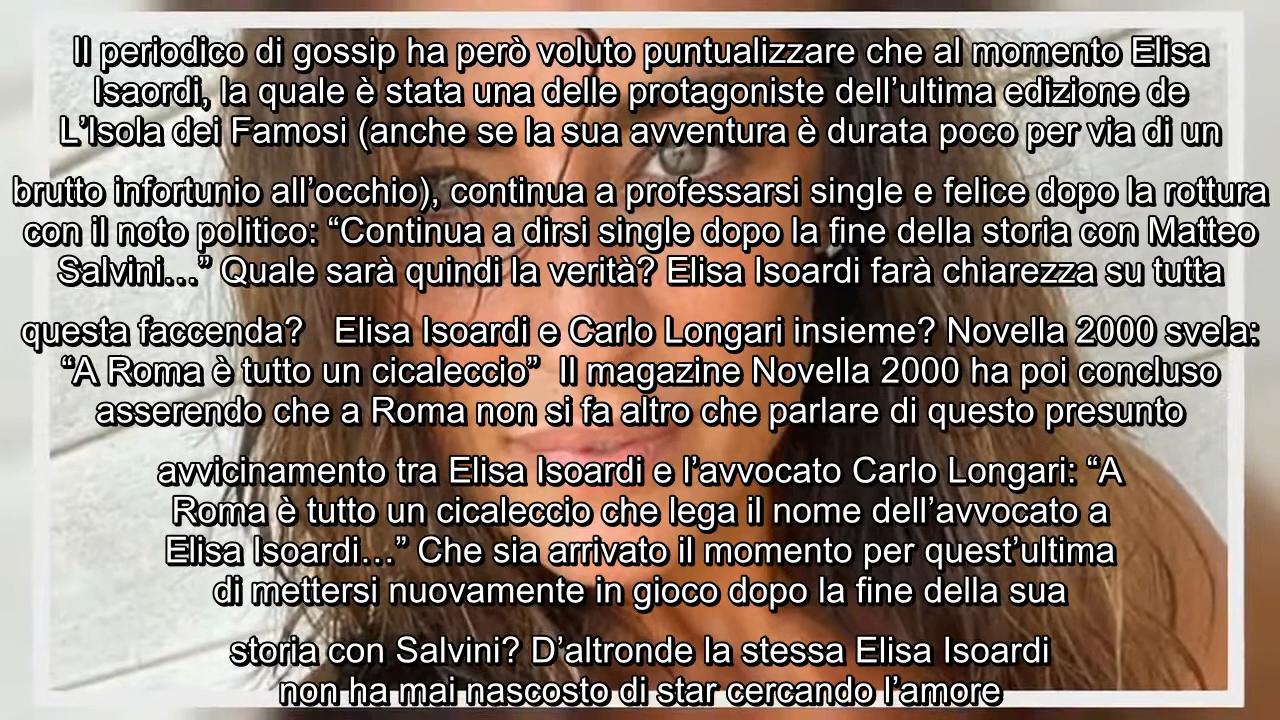 Il periodico di gossip ha però voluto puntualizzare che al momento Elisa
Isaordi, la quale è stata una delle protagoniste dell’ultima edizione de
L’Isola dei Famosi (anche se la sua avventura è durata poco per via di un
brutto infortunio all’occhio), continua a professarsi single e felice dopo la rottura
con il noto politico: “Continua a dirsi single dopo la fine della storia con Matteo
Salvini…” Quale sarà quindi la verità? Elisa Isoardi farà chiarezza su tutta
questa faccenda?   Elisa Isoardi e Carlo Longari insieme? Novella 2000 svela:
“A Roma è tutto un cicaleccio”  Il magazine Novella 2000 ha poi concluso
asserendo che a Roma non si fa altro che parlare di questo presunto
avvicinamento tra Elisa Isoardi e l’avvocato Carlo Longari: “A
Roma è tutto un cicaleccio che lega il nome dell’avvocato a
Elisa Isoardi…” Che sia arrivato il momento per quest’ultima
di mettersi nuovamente in gioco dopo la fine della sua
storia con Salvini? D’altronde la stessa Elisa Isoardi
non ha mai nascosto di star cercando l’amore